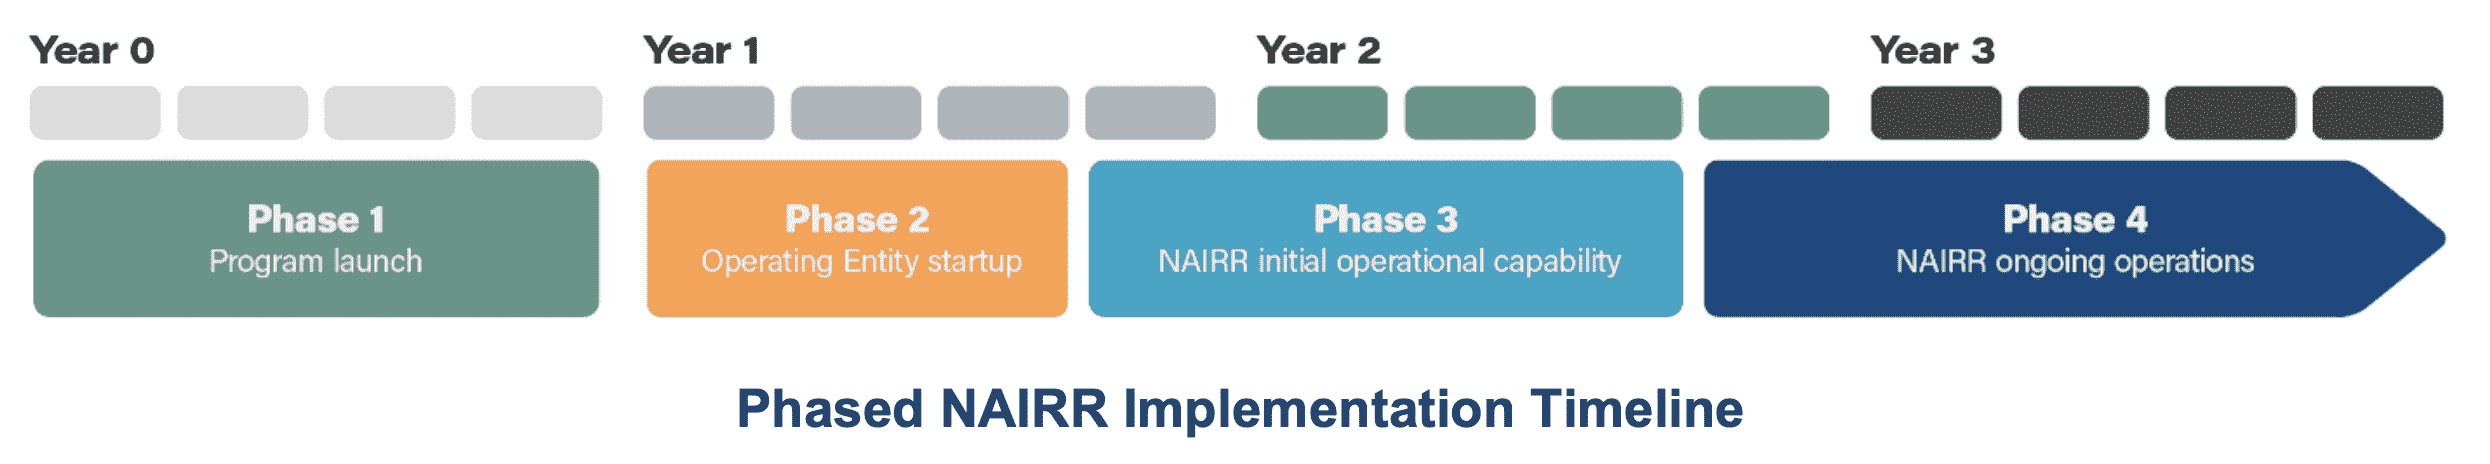 Year 0
Year 1
Year 2
Year 3
Phase 1
Program launch
Phase 2
Operating Entity startup
Phase 3
NAIRR initial operational capability
Phase 4
NAIRR ongoing operations
Phased NAIRR Implementation Timeline